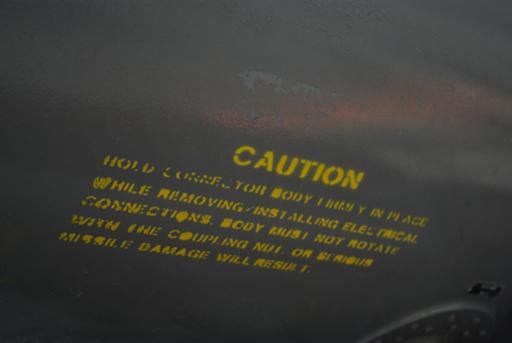 CAUTION
HOLD CONNECTOR BODY FIRMLY IN PLACE
WHILE REMOVING/INSTALLING ELECTRICAL
CONNECTIONS. BODY MUST NOT ROTATE
WITH THE COUPLING NUT, OR SERIOUS
MISSILE DAMAGE WILL RESULT.